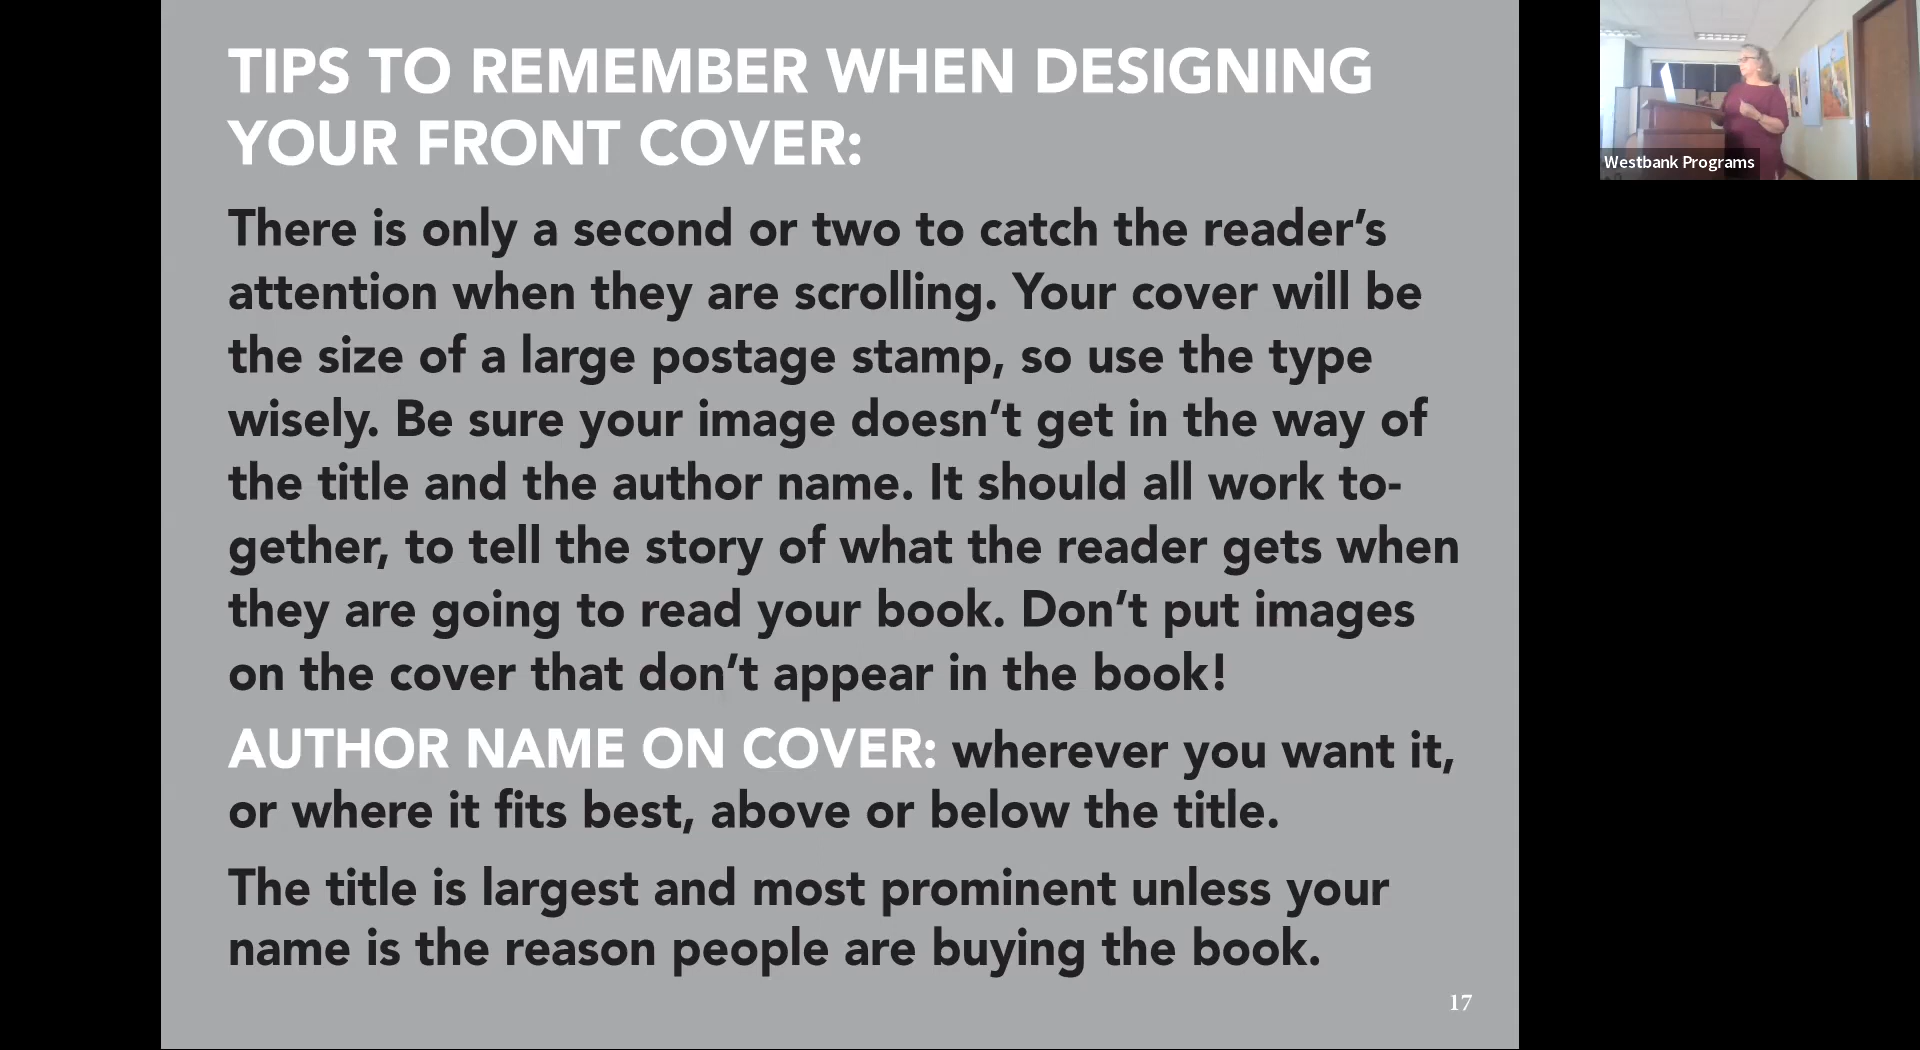 TIPS TO REMEMBER WHEN DESIGNING
YOUR FRONT COVER:
There is only a second or two to catch the reader’s
attention when they are scrolling. Your cover will be
the size of a large postage stamp, so use the type
wisely. Be sure your image doesn’t get in the way of
the title and the author name. It should all work to-
gether, to tell the story of what the reader gets when
they are going to read your book. Don’t put images
on the cover that don’t appear in the book!
AUTHOR NAME ON COVER: wherever you want it,
or where it fits best, above or below the title.
The title is largest and most prominent unless your
name is the reason people are buying the book.
17
Westbank Programs